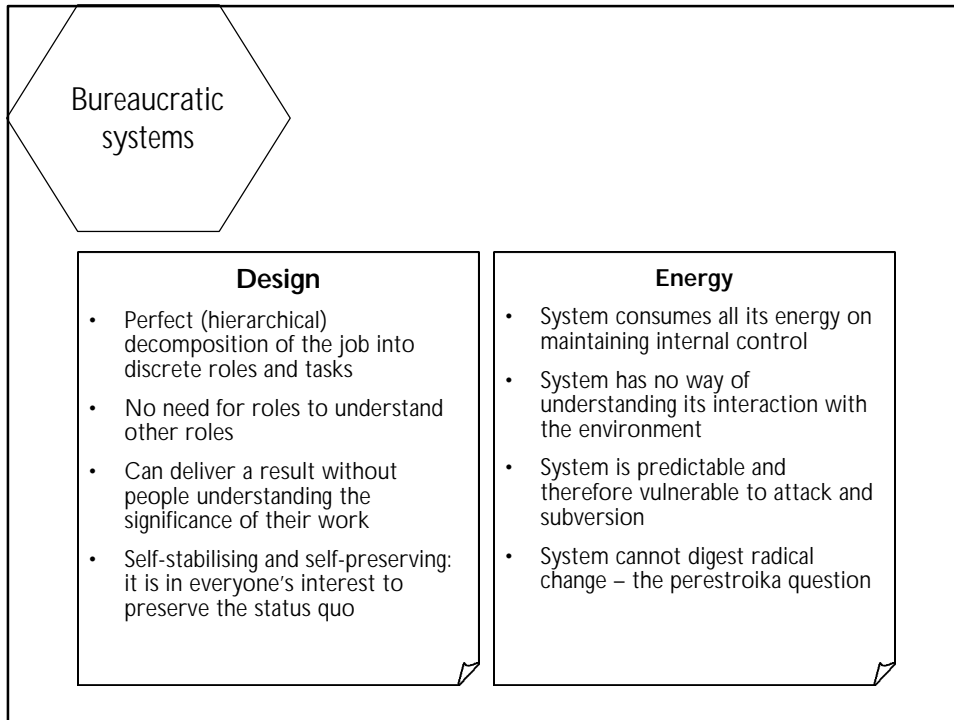 Bureaucratic
systems
Design
• Perfect (hierarchical)
decomposition of the job into
discrete roles and tasks
• No need for roles to understand
other roles
• Can deliver a result without
people understanding the
significance of their work
• Self-stabilising and self-preserving:
it is in everyone's interest to
preserve the status quo
Energy
• System consumes all its energy on
maintaining internal control
• System has no way of
understanding its interaction with
the environment
• System is predictable and
therefore vulnerable to attack and
subversion
• System cannot digest radical
change – the perestroika question